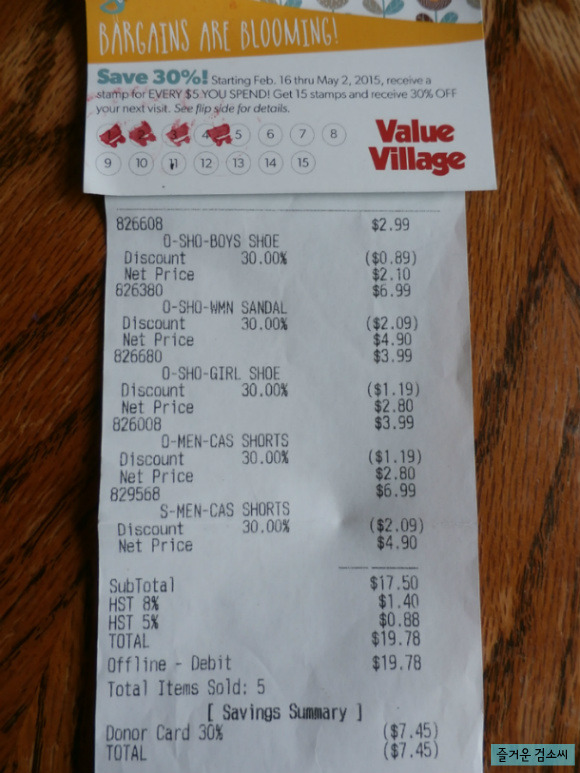 BARGAINS ARE BLOOMING!
Save 30%! Starting Feb. 16 thru May 2, 2015, receive a
stamp for EVERY $5 YOU SPEND! Get 15 stamps and receive 30% OFF
your next visit. See flip side for details.
1 2 3 4 5 6 7 8
9 10 11 12 13 14 15
Value
Village
826608 $2.99
O-SHO-BOYS SHOE
Discount 30.00% ($0.89)
Net Price $2.10
826380 $6.99
O-SHO-WMN SANDAL
Discount 30.00% ($2.09)
Net Price $4.90
826680 $3.99
O-SHO-GIRL SHOE
Discount 30.00% ($1.19)
Net Price $2.80
826008 $3.99
O-MEN-CAS SHORTS
Discount 30.00% ($1.19)
Net Price $2.80
829568 $6.99
S-MEN-CAS SHORTS
Discount 30.00% ($2.09)
Net Price $4.90
SubTotal $17.50
HST 8% $1.40
HST 5% $0.88
TOTAL $19.78
Offline - Debit $19.78
Total Items Sold: 5
[ Savings Summary ]
Donor Card 30% ($7.45)
TOTAL ($7.45)
즐거운 검소씨